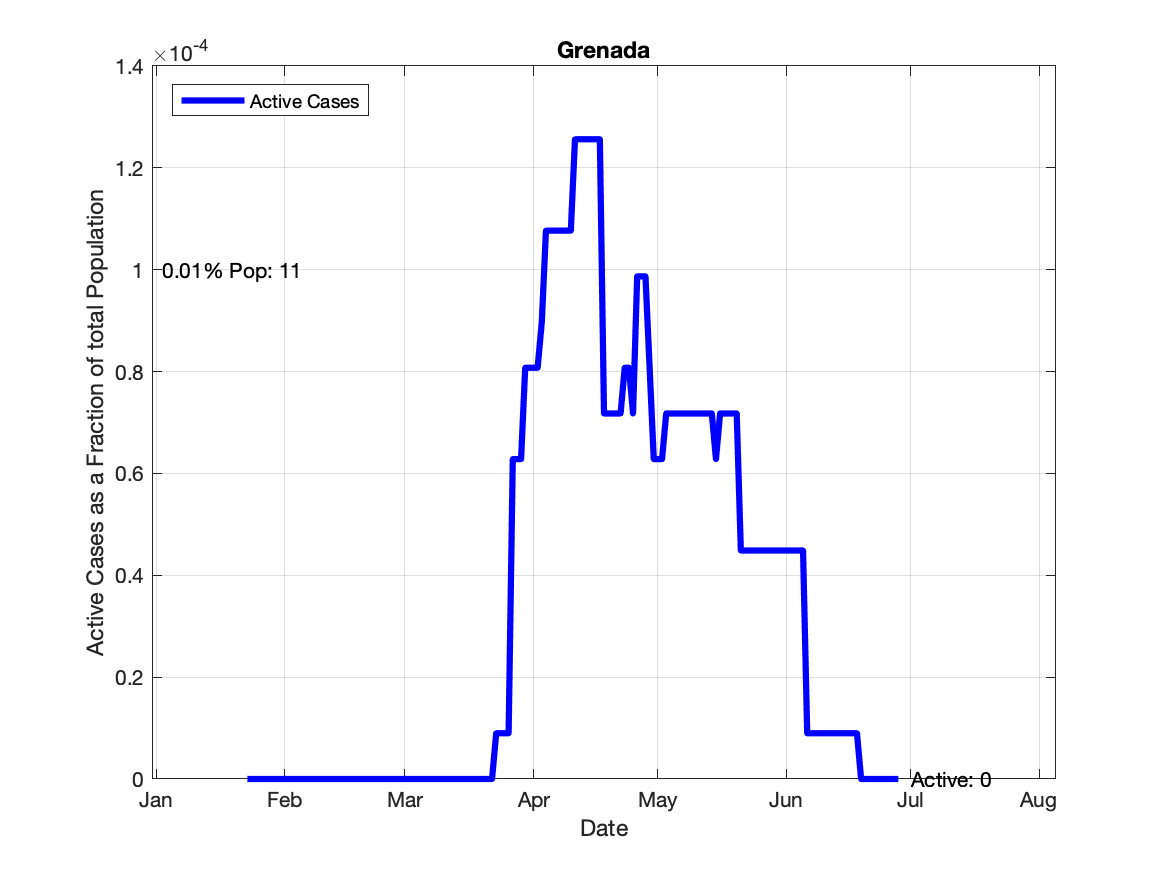 Grenada
×10-4
Active Cases
1.4
1.2
1
0.8
0.6
0.4
0.2
0
0.01% Pop: 11
Active: 0
Active Cases as a Fraction of total Population
Jan Feb Mar Apr May Jun Jul Aug
Date